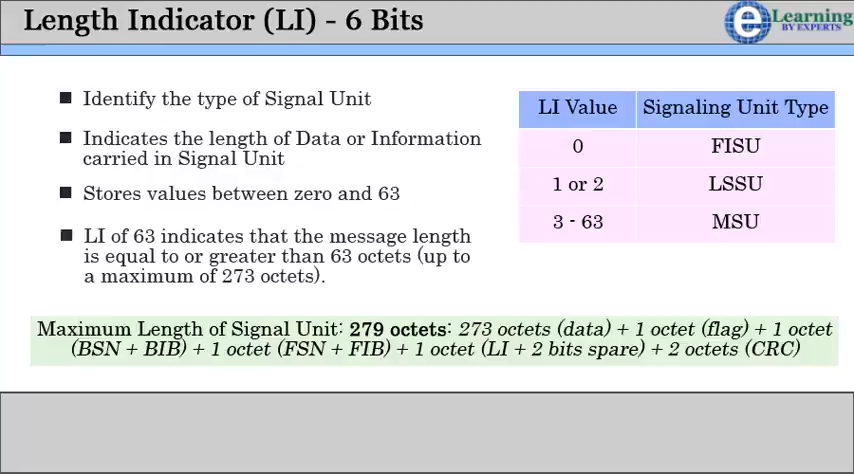 Length Indicator (LI) - 6 Bits
eLearning
BY EXPERTS
■ Identify the type of Signal Unit
■ Indicates the length of Data or Information
carried in Signal Unit
■ Stores values between zero and 63
■ LI of 63 indicates that the message length
is equal to or greater than 63 octets (up to
a maximum of 273 octets).
LI Value Signaling Unit Type
0 FISU
1 or 2 LSSU
3 - 63 MSU
Maximum Length of Signal Unit: 279 octets: 273 octets (data) + 1 octet (flag) + 1 octet
(BSN + BIB) + 1 octet (FSN + FIB) + 1 octet (LI + 2 bits spare) + 2 octets (CRC)